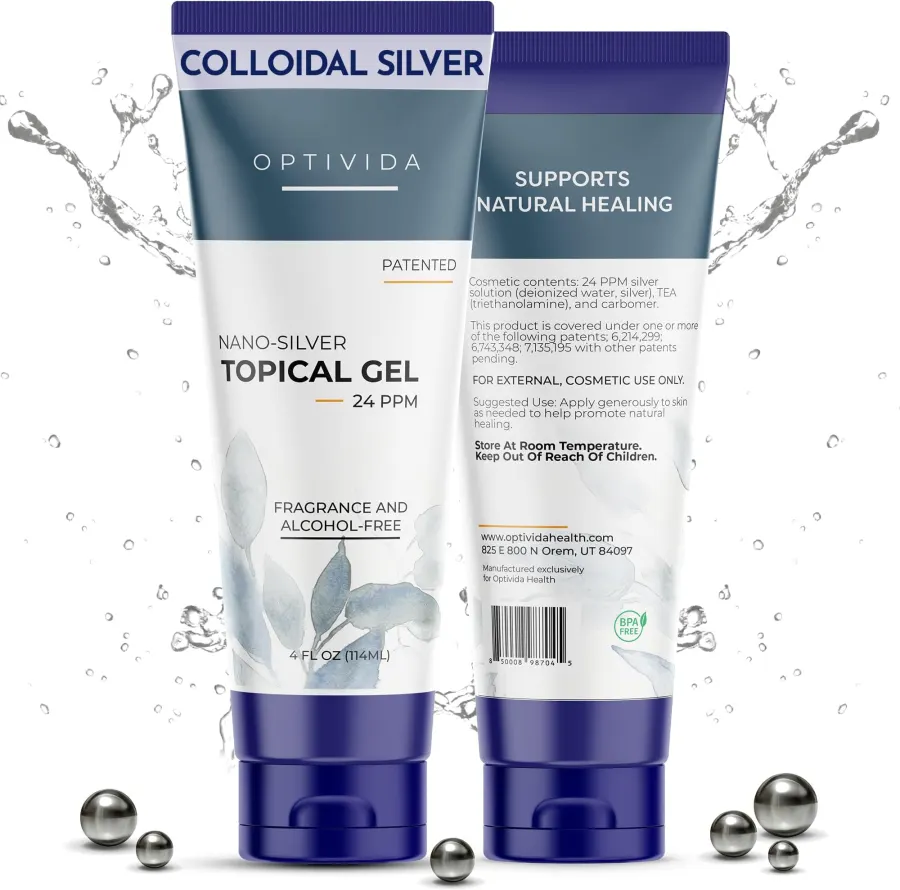 COLLOIDAL SILVER
OPTIVIDA
PATENTED
NANO-SILVER
TOPICAL GEL
24 PPM
FRAGRANCE AND
ALCOHOL-FREE
4 FL OZ (114ML)
SUPPORTS
NATURAL HEALING
Cosmetic contents: 24 PPM silver
solution (deionized water, silver), TEA
(triethanolamine), and carbomer.
This product is covered under one or more
of the following patents; 6,214,299;
6,743,348; 7,135,195 with other patents
pending.
FOR EXTERNAL, COSMETIC USE ONLY.
Suggested Use: Apply generously to skin
as needed to help promote natural
healing.
Store At Room Temperature.
Keep Out Of Reach Of Children.
www.optividahealth.com
825 E 800 N Orem, UT 84097
Manufactured exclusively
for Optivida Health
BPA
FREE
8 50008 98704 5